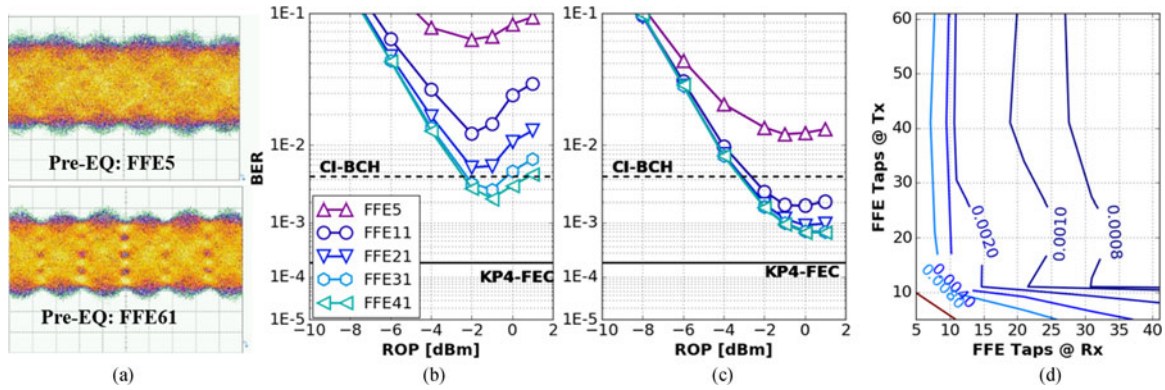 Pre-EQ: FFE5
Pre-EQ: FFE61
(a)
BER
1E-1
1E-2
1E-3
1E-4
1E-5
CI-BCH
KP4-FEC
FFE5
FFE11
FFE21
FFE31
FFE41
−10 −8 −6 −4 −2 0 2
ROP [dBm]
(b)
1E-1
1E-2
1E-3
1E-4
1E-5
CI-BCH
KP4-FEC
−10 −8 −6 −4 −2 0 2
ROP [dBm]
(c)
FFE Taps @ Tx
60
50
40
30
20
10
0.0080
0.0040
0.0020
0.0010
0.0008
5 10 15 20 25 30 35 40
FFE Taps @ Rx
(d)